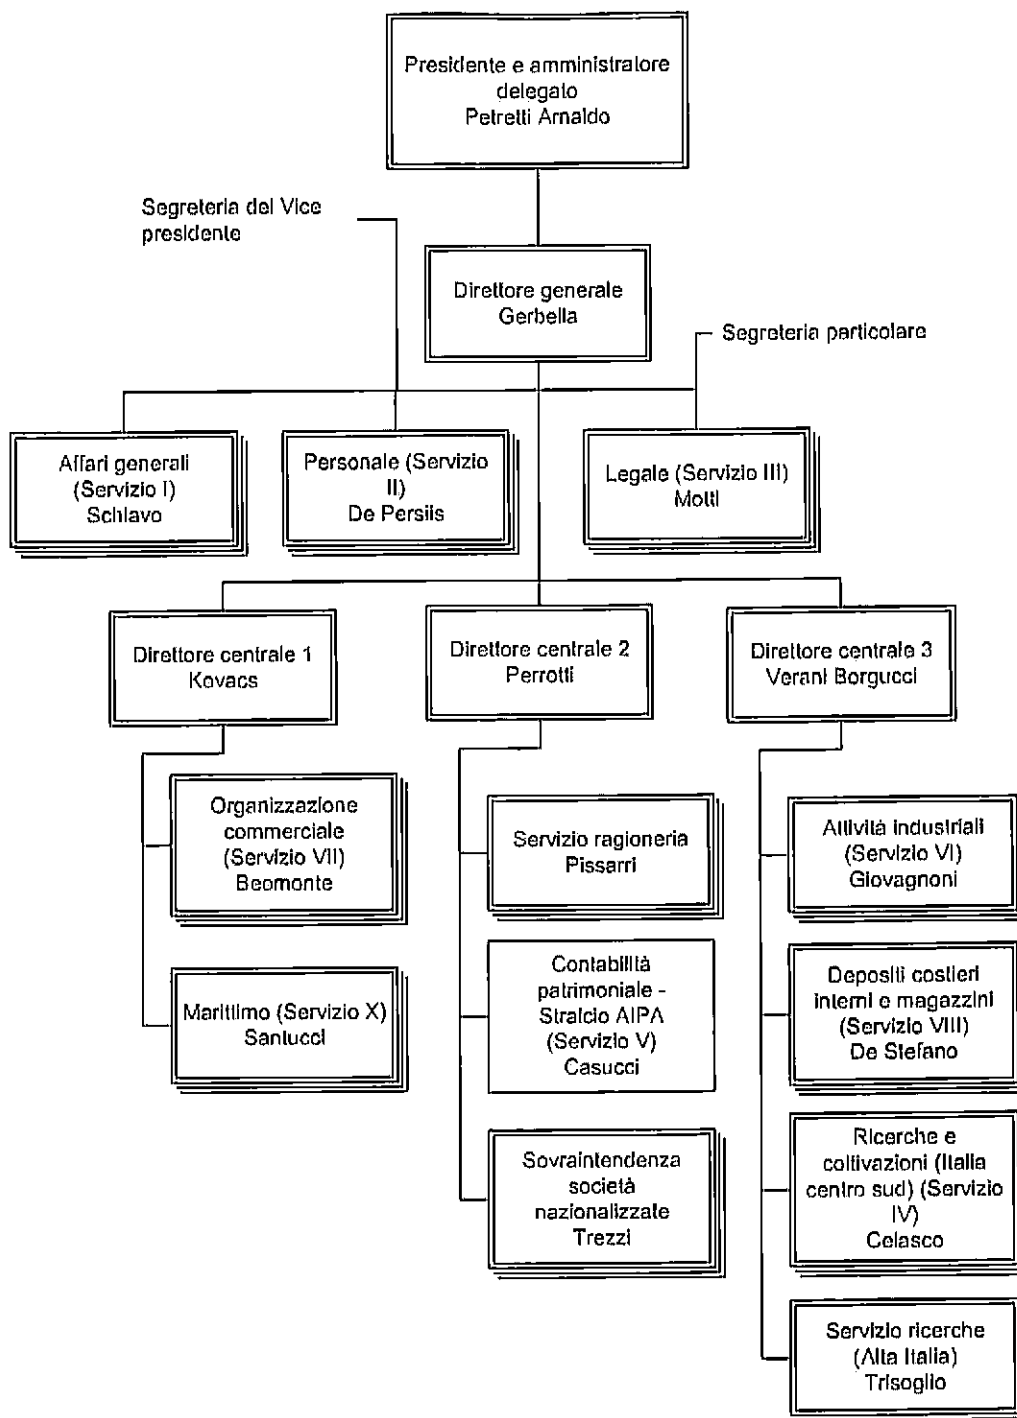 Presidente e amministratore
delegato
Petretti Arnaldo
Segreteria del Vice
presidente
Direttore generale
Gerbella
Segreteria particolare
Affari generali
(Servizio I)
Schiavo
Personale (Servizio
II)
De Persiis
Legale (Servizio III)
Motti
Direttore centrale 1
Kovacs
Direttore centrale 2
Perrotti
Direttore centrale 3
Verani Borgucci
Organizzazione
commerciale
(Servizio VII)
Beomonte
Marittimo (Servizio X)
Santucci
Servizio ragioneria
Pissarri
Contabilità
patrimoniale -
Stralcio AIPA
(Servizio V)
Casucci
Sovraintendenza
società
nazionalizzate
Trezzi
Attività industriali
(Servizio VI)
Giovagnoni
Depositi costieri
interni e magazzini
(Servizio VIII)
De Stefano
Ricerche e
coltivazioni (Italia
centro sud) (Servizio
IV)
Celasco
Servizio ricerche
(Alta Italia)
Trisoglio